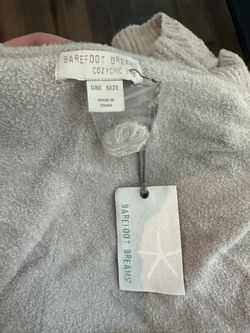 BAREFOOT DREAMS
COZYCHIC
ONE SIZE
MADE IN
BAREFOOT DREAMS®